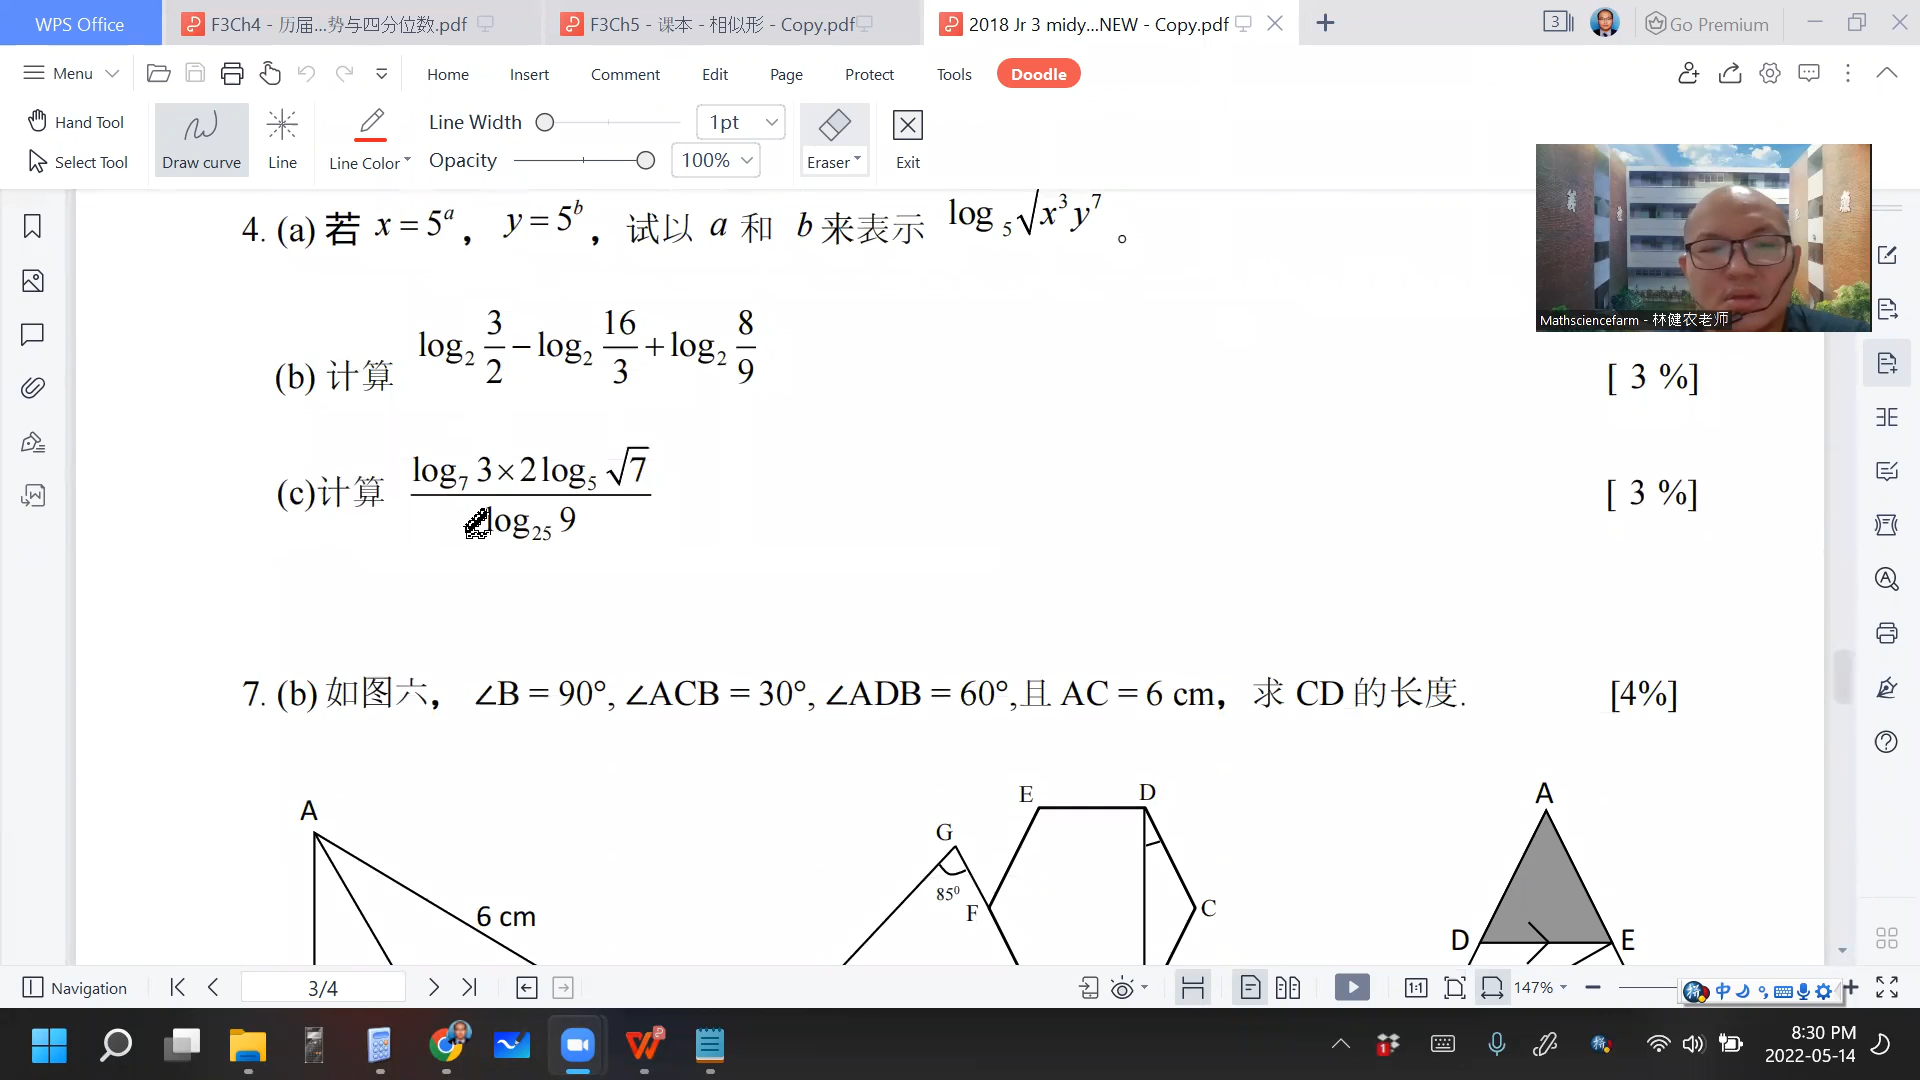 WPS Office
F3Ch4 - 历届...势与四分位数.pdf
F3Ch5 - 课本 - 相似形 - Copy.pdf
2018 Jr 3 midy...NEW - Copy.pdf
3
Go Premium
Menu
Home
Insert
Comment
Edit
Page
Protect
Tools
Doodle
Hand Tool
Select Tool
Draw curve
Line
Line Color
Line Width
1pt
Opacity
100%
Eraser
Exit
4. (a) 若 x = 5^a，y = 5^b，试以 a 和 b 来表示 log_5 √(x^3 y^7) 。
(b) 计算 log_2 3/2 − log_2 16/3 + log_2 8/9 [ 3 %]
(c)计算 (log_7 3×2log_5 √7)/(log_25 9) [ 3 %]
7. (b) 如图六， ∠B = 90°, ∠ACB = 30°, ∠ADB = 60°,且 AC = 6 cm，求 CD 的长度. [4%]
A
6 cm
E
D
G
85⁰
F
C
A
D
E
Mathsciencefarm - 林健农老师
Navigation
3/4
1:1
147%
中
1
8:30 PM
2022-05-14